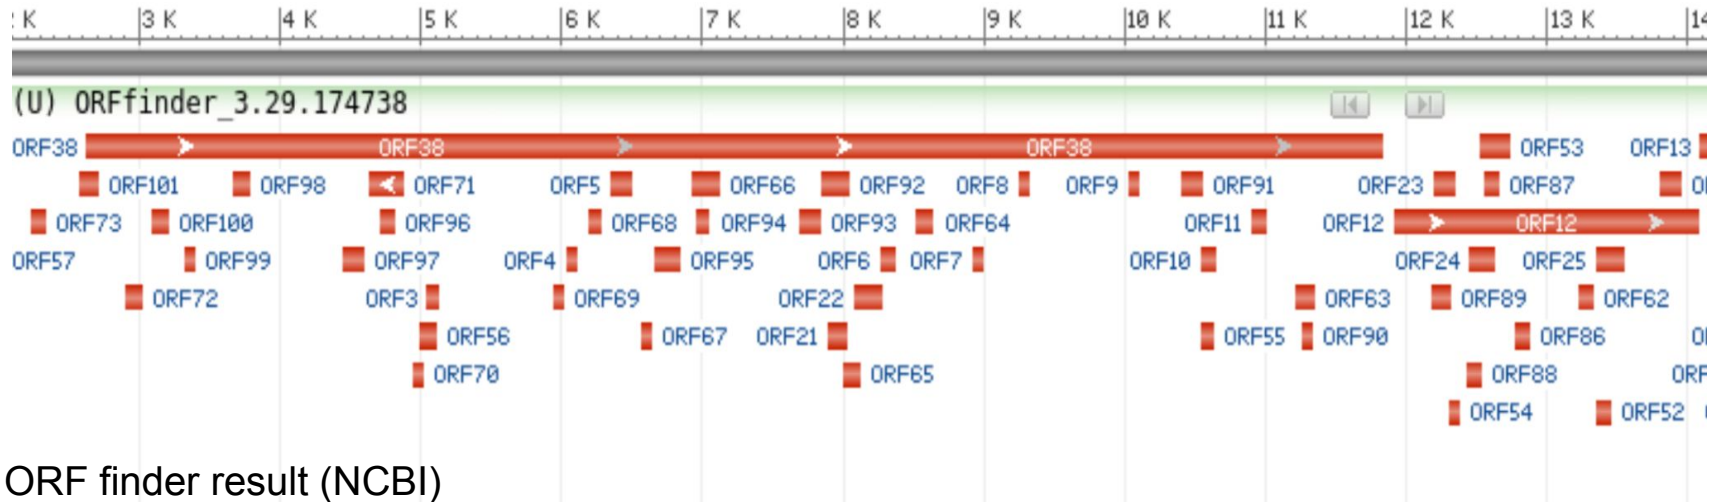 K 3 K 4 K 5 K 6 K 7 K 8 K 9 K 10 K 11 K 12 K 13 K 14
(U) ORFfinder_3.29.174738
ORF38 ORF38 ORF38 ORF53 ORF13
ORF101 ORF98 ORF71 ORF5 ORF66 ORF92 ORF8 ORF9 ORF91 ORF23 ORF87
ORF73 ORF100 ORF96 ORF68 ORF94 ORF93 ORF64 ORF11 ORF12 ORF12
ORF57 ORF99 ORF97 ORF4 ORF95 ORF6 ORF7 ORF10 ORF24 ORF25
ORF72 ORF3 ORF69 ORF22 ORF63 ORF89 ORF62
ORF56 ORF67 ORF21 ORF55 ORF90 ORF86
ORF70 ORF65 ORF88 ORF
ORF54 ORF52
ORF finder result (NCBI)